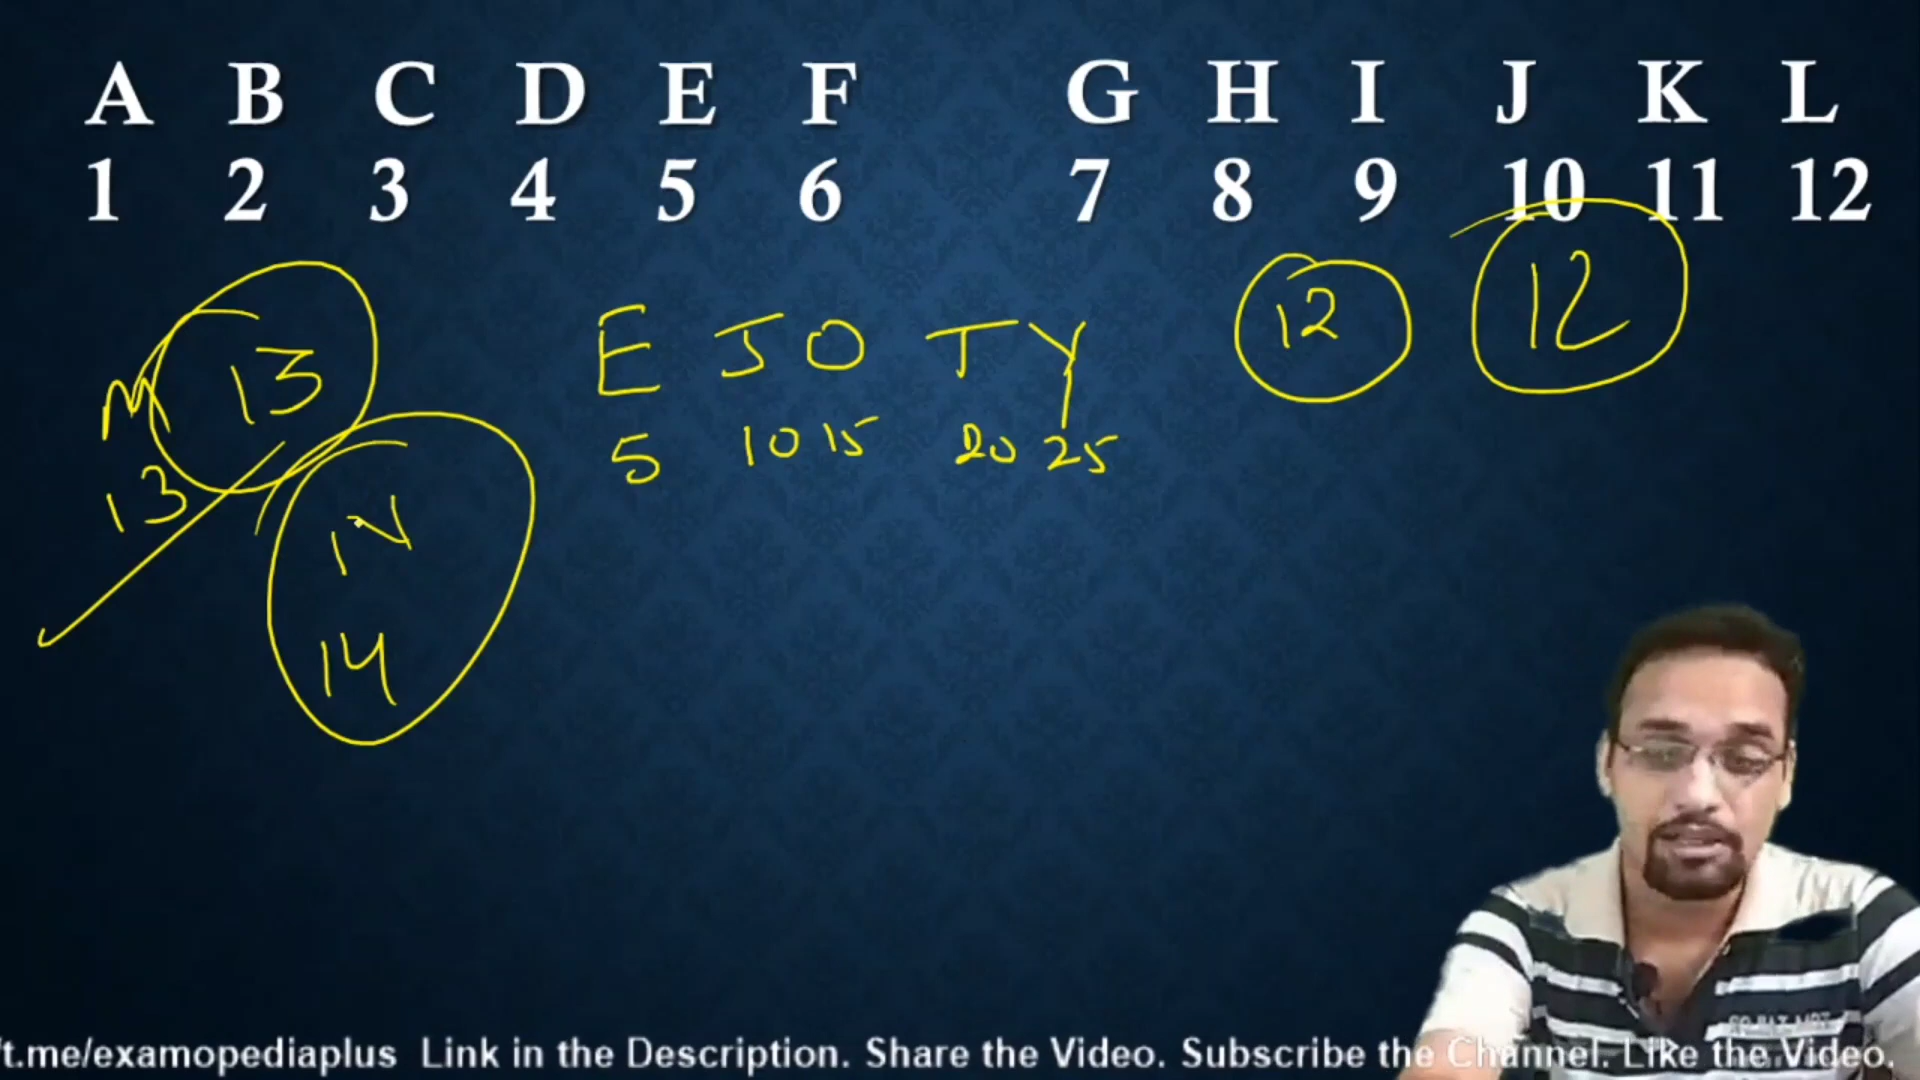 A B C D E F G H I J K L
1 2 3 4 5 6 7 8 9 10 11 12
M 13 E J O T Y 12 12
13 5 10 15 20 25
14
t.me/examopediaplus Link in the Description. Share the Video. Subscribe the Channel. Like the Video.